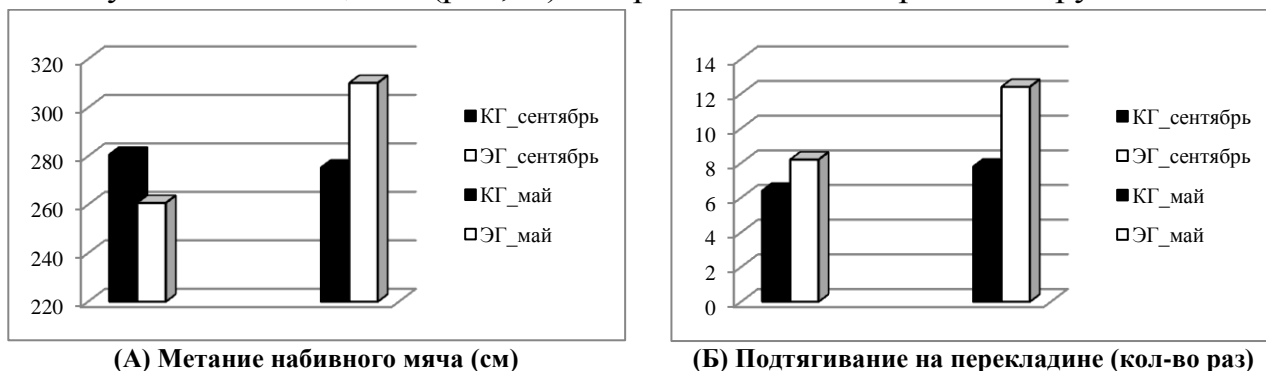 320
300
280
260
240
220
КГ_сентябрь
ЭГ_сентябрь
КГ_май
ЭГ_май
(А) Метание набивного мяча (см)
14
12
10
8
6
4
2
0
КГ_сентябрь
ЭГ_сентябрь
КГ_май
ЭГ_май
(Б) Подтягивание на перекладине (кол-во раз)